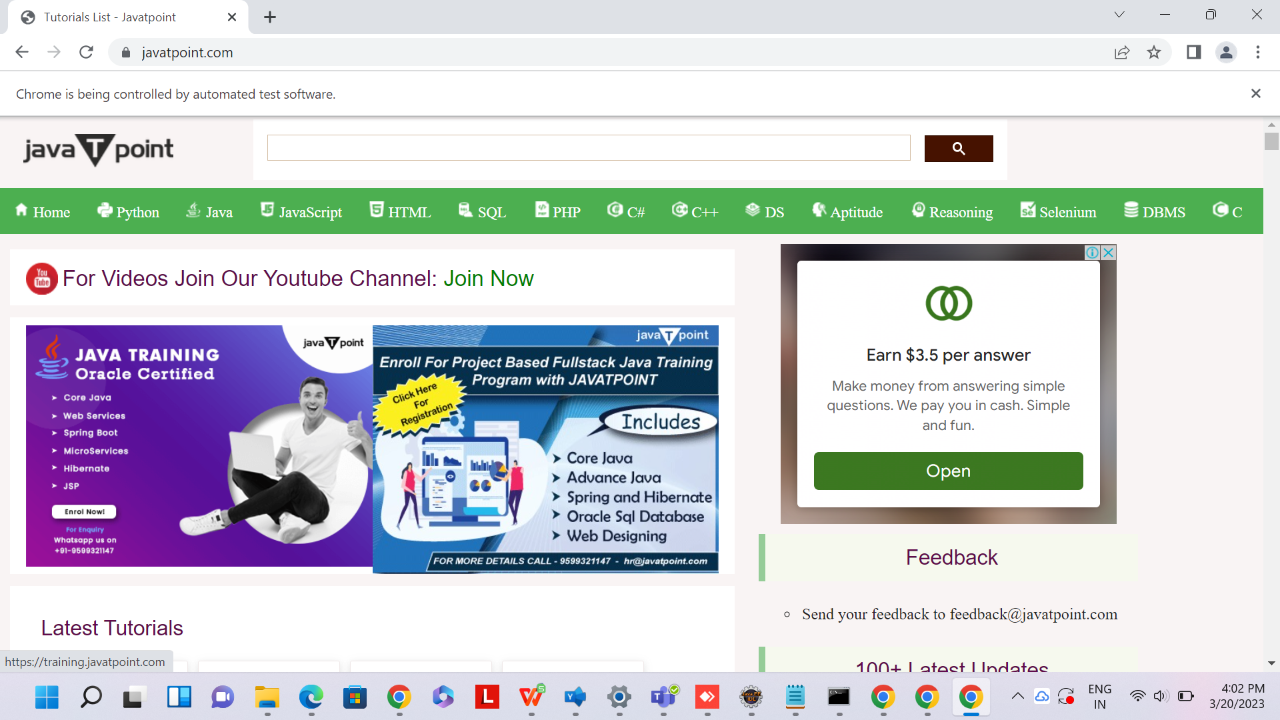 Tutorials List - Javatpoint
javatpoint.com
Chrome is being controlled by automated test software.
java T point
Home Python Java JavaScript HTML SQL PHP C# C++ DS Aptitude Reasoning Selenium DBMS C
You Tube
For Videos Join Our Youtube Channel: Join Now
java T point
JAVA TRAINING
Oracle Certified
Core Java
Web Services
Spring Boot
MicroServices
Hibernate
JSP
Enrol Now!
For Enquiry
Whatsapp us on
+91-9599321147
java T point
Enroll For Project Based Fullstack Java Training
Program with JAVATPOINT
Click Here
For
Registration
Includes
Core Java
Advance Java
Spring and Hibernate
Oracle Sql Database
Web Designing
FOR MORE DETAILS CALL - 9599321147 - hr@javatpoint.com
Earn $3.5 per answer
Make money from answering simple
questions. We pay you in cash. Simple
and fun.
Open
Feedback
Send your feedback to feedback@javatpoint.com
100+ Latest Updates
Latest Tutorials
https://training.javatpoint.com
ENG
IN
4:02 PM
3/20/2023